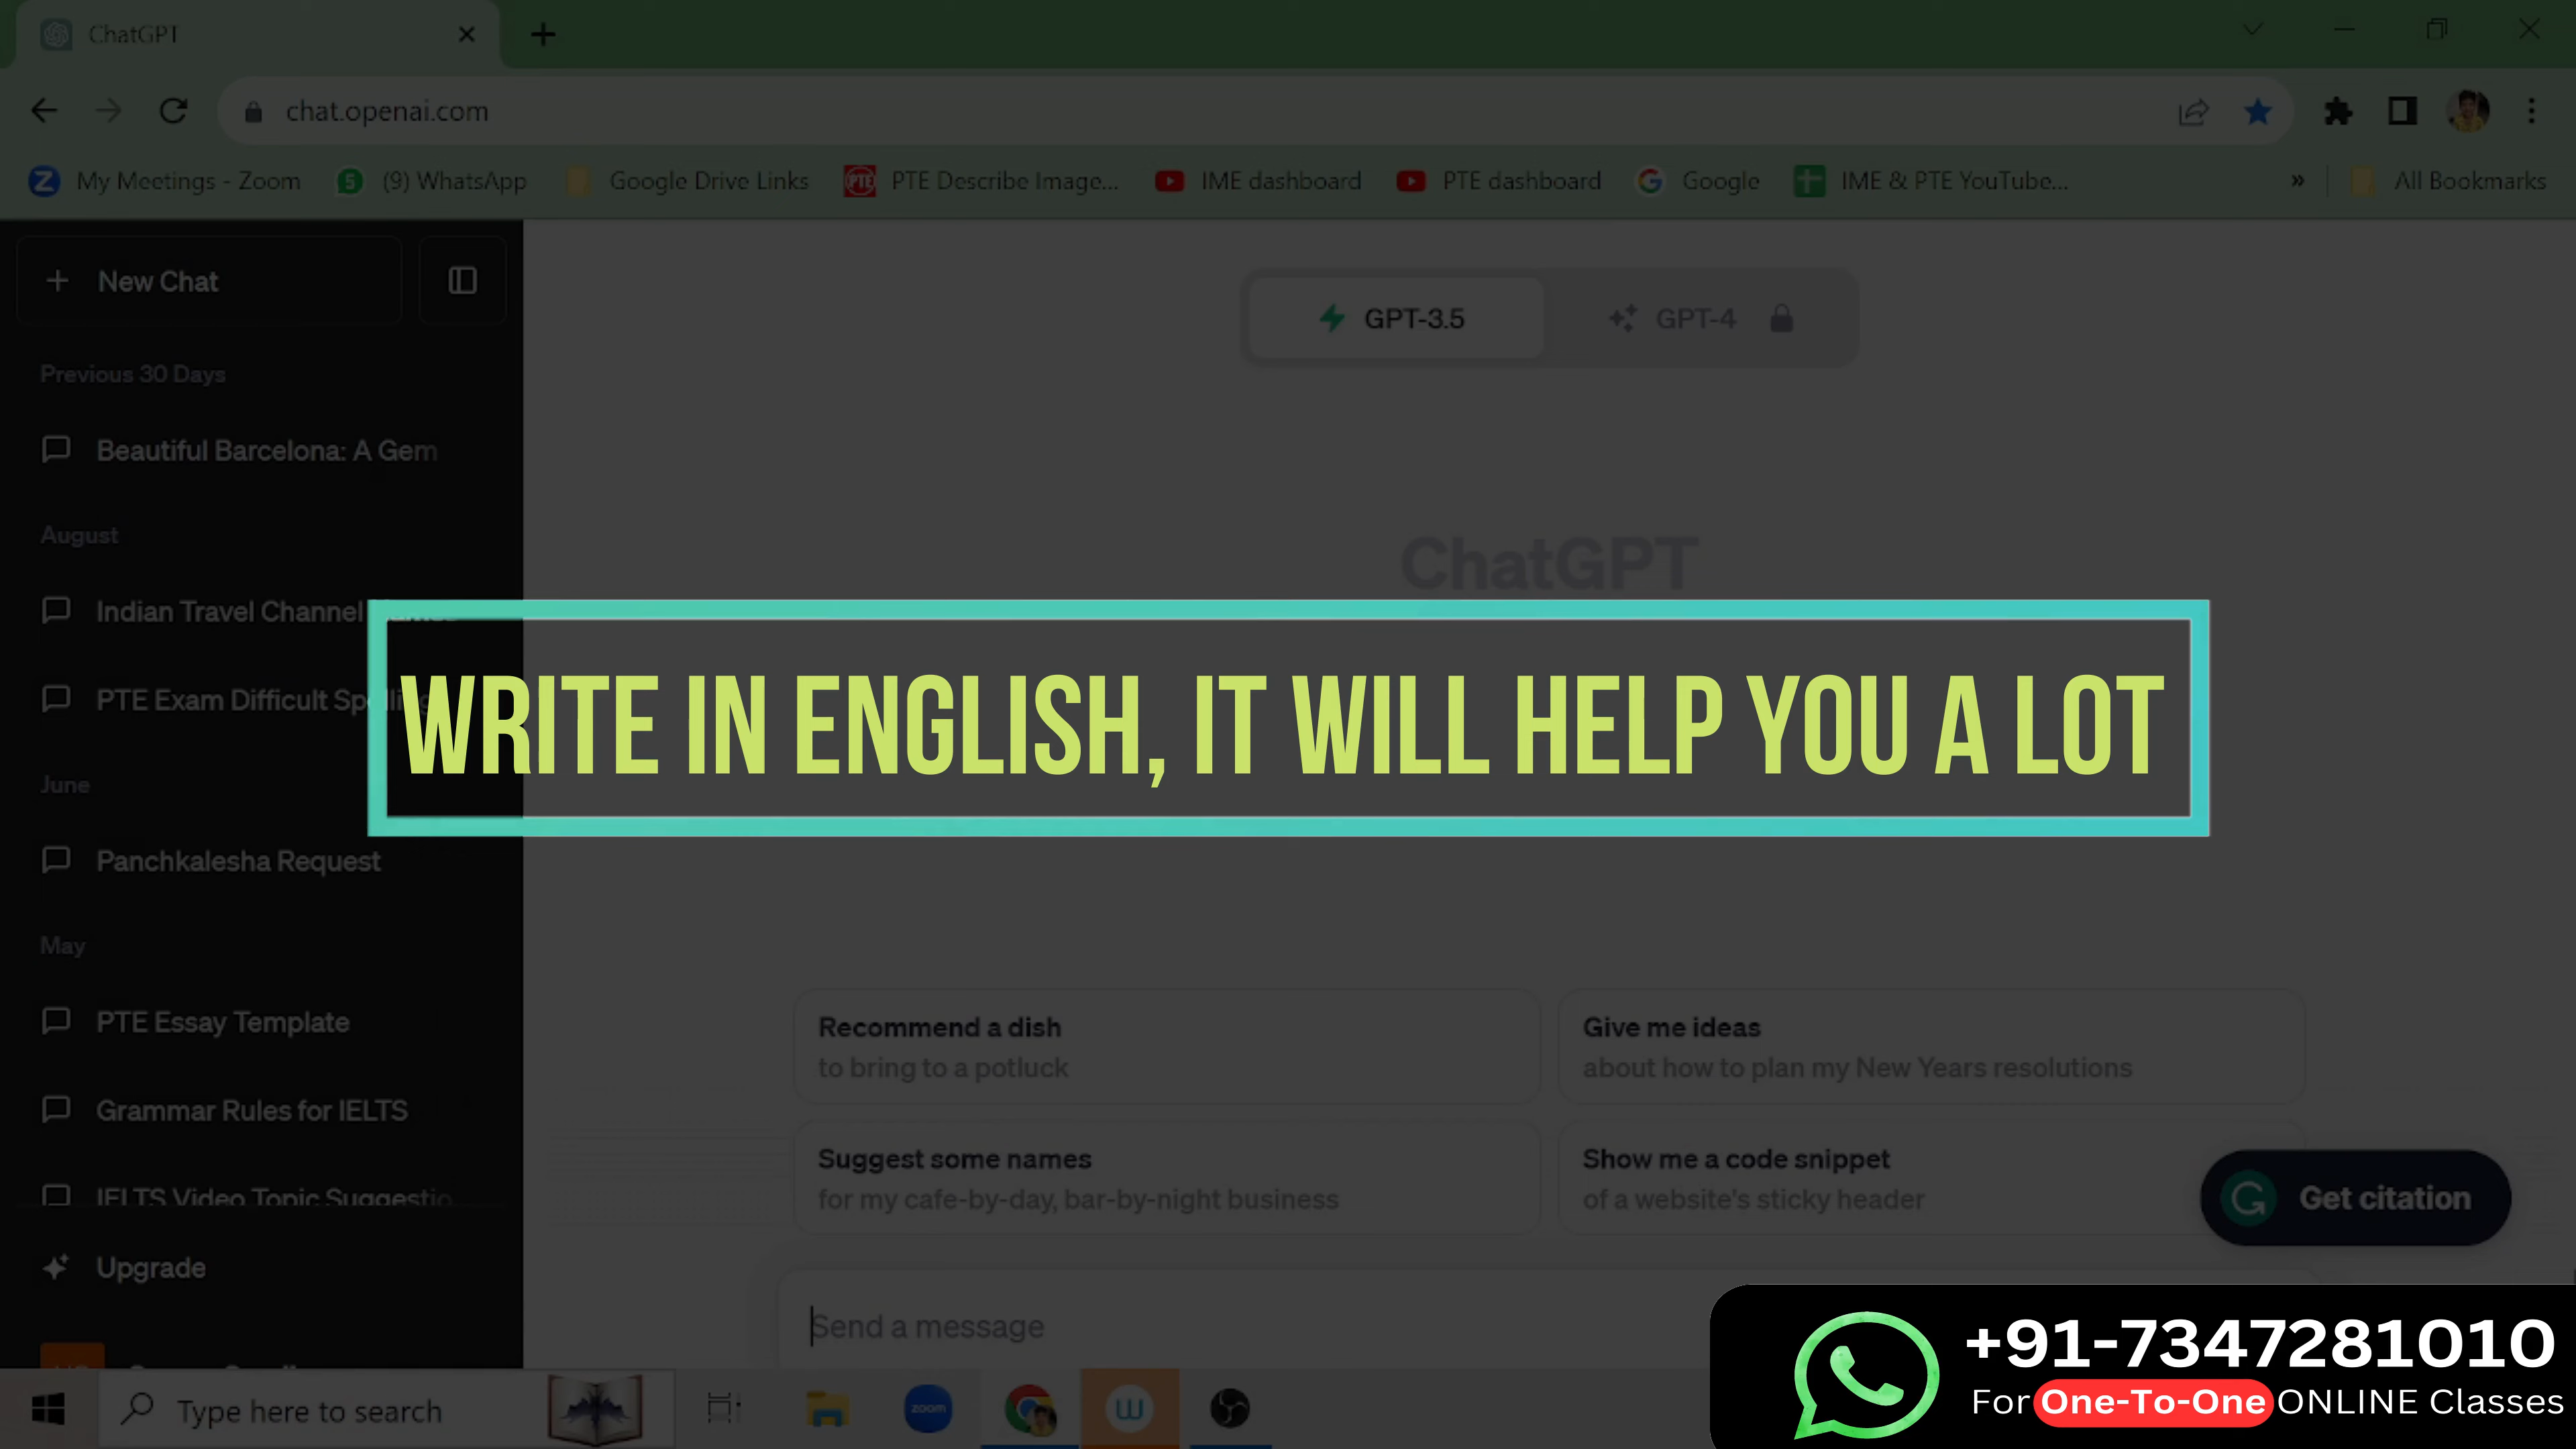 ChatGPT
chat.openai.com
My Meetings - Zoom
(9) WhatsApp
Google Drive Links
PTE Describe Image...
IME dashboard
PTE dashboard
Google
IME & PTE YouTube...
»
All Bookmarks
New Chat
GPT-3.5
GPT-4
Previous 30 Days
Beautiful Barcelona: A Gem
August
ChatGPT
Indian Travel Channel
PTE Exam Difficult
WRITE IN ENGLISH, IT WILL HELP YOU A LOT
June
Panchkalesha Request
May
PTE Essay Template
Grammar Rules for IELTS
IELTS Video Topic Suggestio
Upgrade
Recommend a dish
to bring to a potluck
Give me ideas
about how to plan my New Years resolutions
Suggest some names
for my cafe-by-day, bar-by-night business
Show me a code snippet
of a website's sticky header
Get citation
Send a message
+91-7347281010
For One-To-One ONLINE Classes
Type here to search
zoom